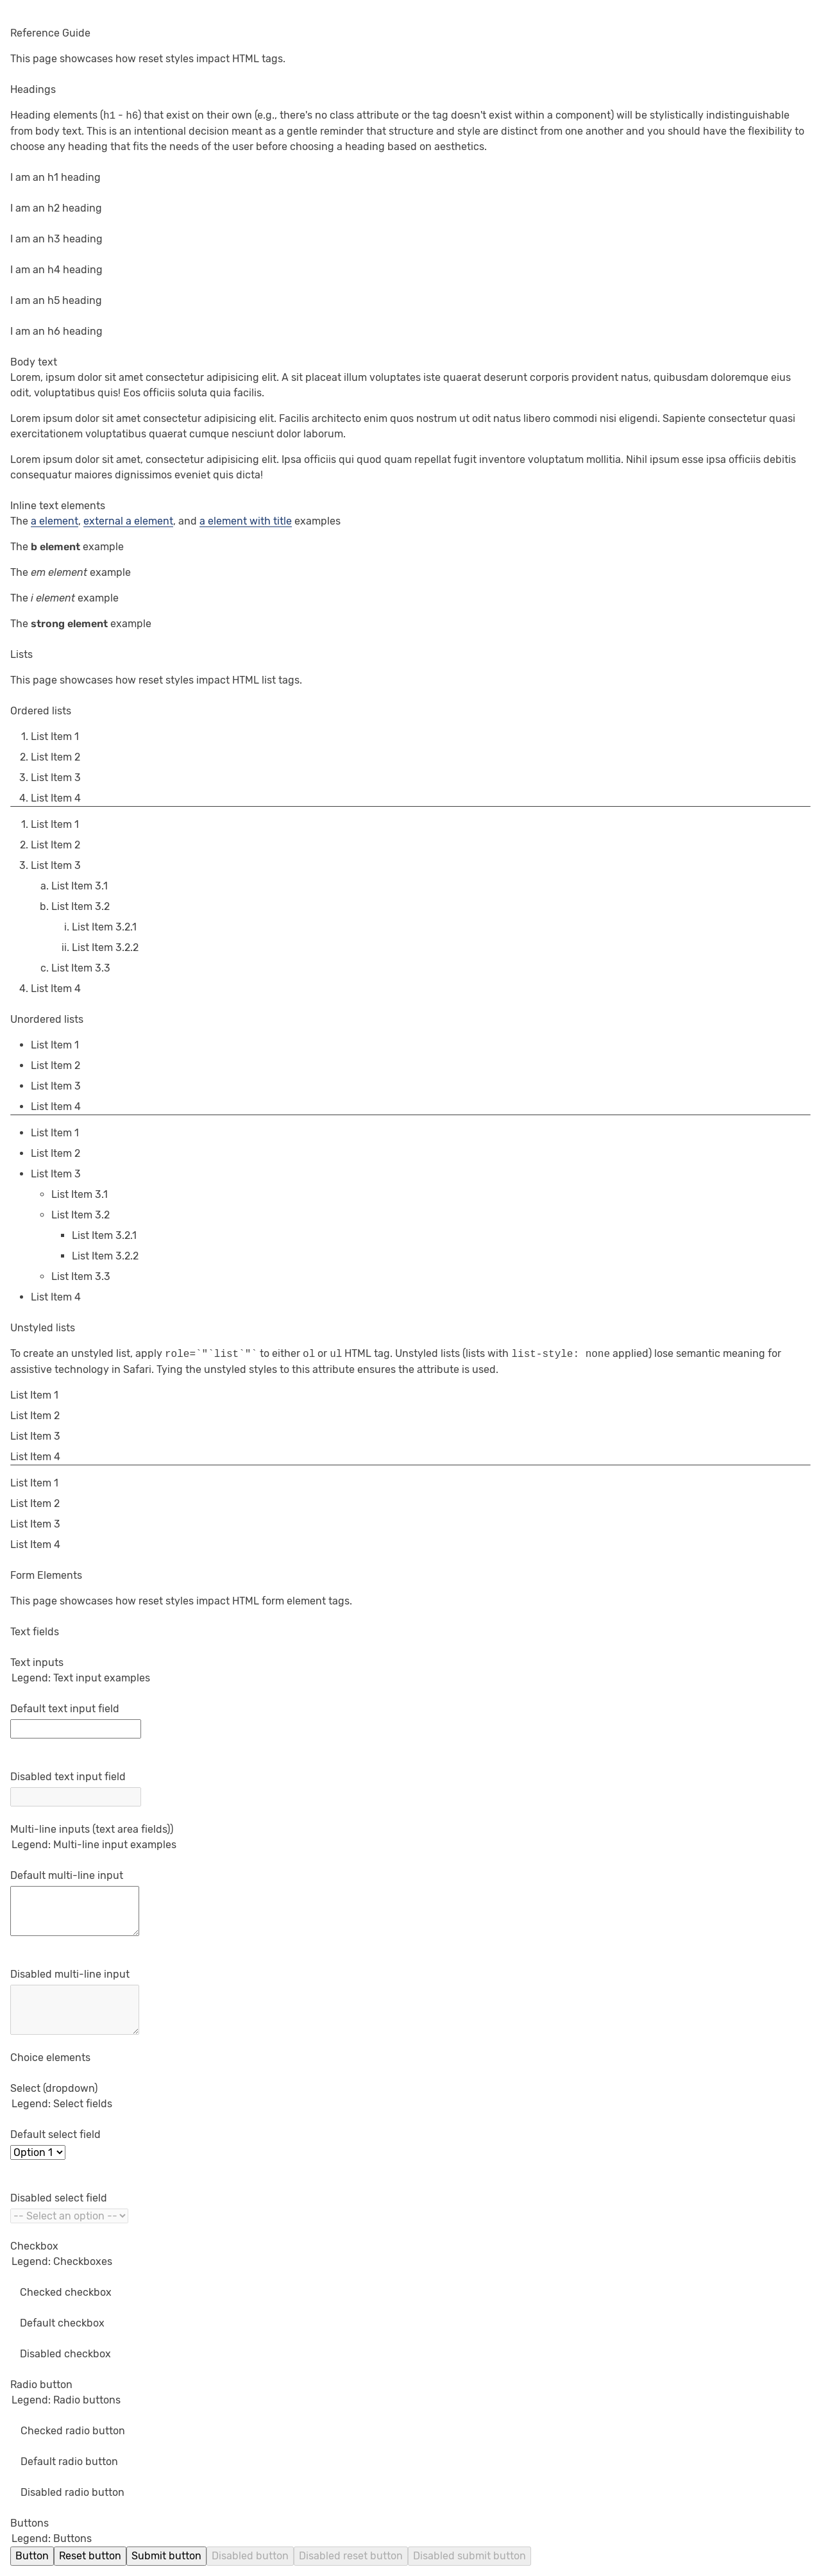 Reference Guide
This page showcases how reset styles impact HTML tags.
Headings
Heading elements (h1 - h6) that exist on their own (e.g., there's no class attribute or the tag doesn't exist within a component) will be stylistically indistinguishable
from body text. This is an intentional decision meant as a gentle reminder that structure and style are distinct from one another and you should have the flexibility to
choose any heading that fits the needs of the user before choosing a heading based on aesthetics.
I am an h1 heading
I am an h2 heading
I am an h3 heading
I am an h4 heading
I am an h5 heading
I am an h6 heading
Body text
Lorem, ipsum dolor sit amet consectetur adipisicing elit. A sit placeat illum voluptates iste quaerat deserunt corporis provident natus, quibusdam doloremque eius
odit, voluptatibus quis! Eos officiis soluta quia facilis.
Lorem ipsum dolor sit amet consectetur adipisicing elit. Facilis architecto enim quos nostrum ut odit natus libero commodi nisi eligendi. Sapiente consectetur quasi
exercitationem voluptatibus quaerat cumque nesciunt dolor laborum.
Lorem ipsum dolor sit amet, consectetur adipisicing elit. Ipsa officiis qui quod quam repellat fugit inventore voluptatum mollitia. Nihil ipsum esse ipsa officiis debitis
consequatur maiores dignissimos eveniet quis dicta!
Inline text elements
The a element, external a element, and a element with title examples
The b element example
The em element example
The i element example
The strong element example
Lists
This page showcases how reset styles impact HTML list tags.
Ordered lists
1. List Item 1
2. List Item 2
3. List Item 3
4. List Item 4
1. List Item 1
2. List Item 2
3. List Item 3
a. List Item 3.1
b. List Item 3.2
i. List Item 3.2.1
ii. List Item 3.2.2
c. List Item 3.3
4. List Item 4
Unordered lists
• List Item 1
• List Item 2
• List Item 3
• List Item 4
• List Item 1
• List Item 2
• List Item 3
◦ List Item 3.1
◦ List Item 3.2
▪ List Item 3.2.1
▪ List Item 3.2.2
◦ List Item 3.3
• List Item 4
Unstyled lists
To create an unstyled list, apply role=`"`list`"` to either ol or ul HTML tag. Unstyled lists (lists with list-style: none applied) lose semantic meaning for
assistive technology in Safari. Tying the unstyled styles to this attribute ensures the attribute is used.
List Item 1
List Item 2
List Item 3
List Item 4
List Item 1
List Item 2
List Item 3
List Item 4
Form Elements
This page showcases how reset styles impact HTML form element tags.
Text fields
Text inputs
Legend: Text input examples
Default text input field
Disabled text input field
Multi-line inputs (text area fields))
Legend: Multi-line input examples
Default multi-line input
Disabled multi-line input
Choice elements
Select (dropdown)
Legend: Select fields
Default select field
Option 1
Disabled select field
-- Select an option --
Checkbox
Legend: Checkboxes
Checked checkbox
Default checkbox
Disabled checkbox
Radio button
Legend: Radio buttons
Checked radio button
Default radio button
Disabled radio button
Buttons
Legend: Buttons
Button Reset button Submit button Disabled button Disabled reset button Disabled submit button